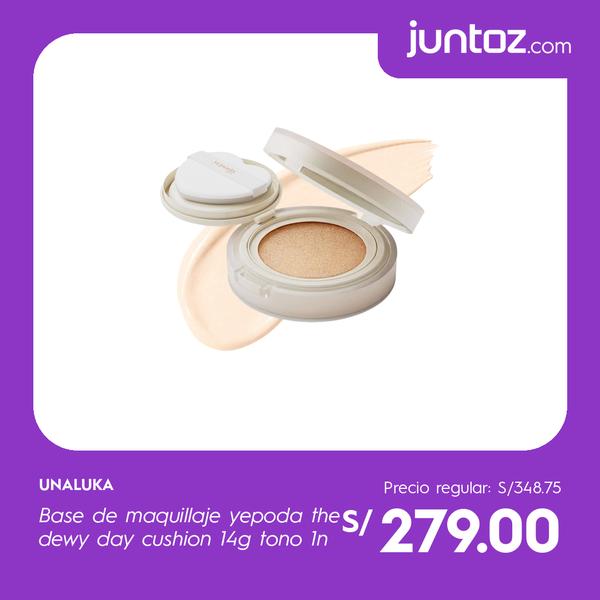 juntoz.com
UNALUKA
Base de maquillaje yepoda the
dewy day cushion 14g tono 1n
Precio regular: S/348.75
S/279.00